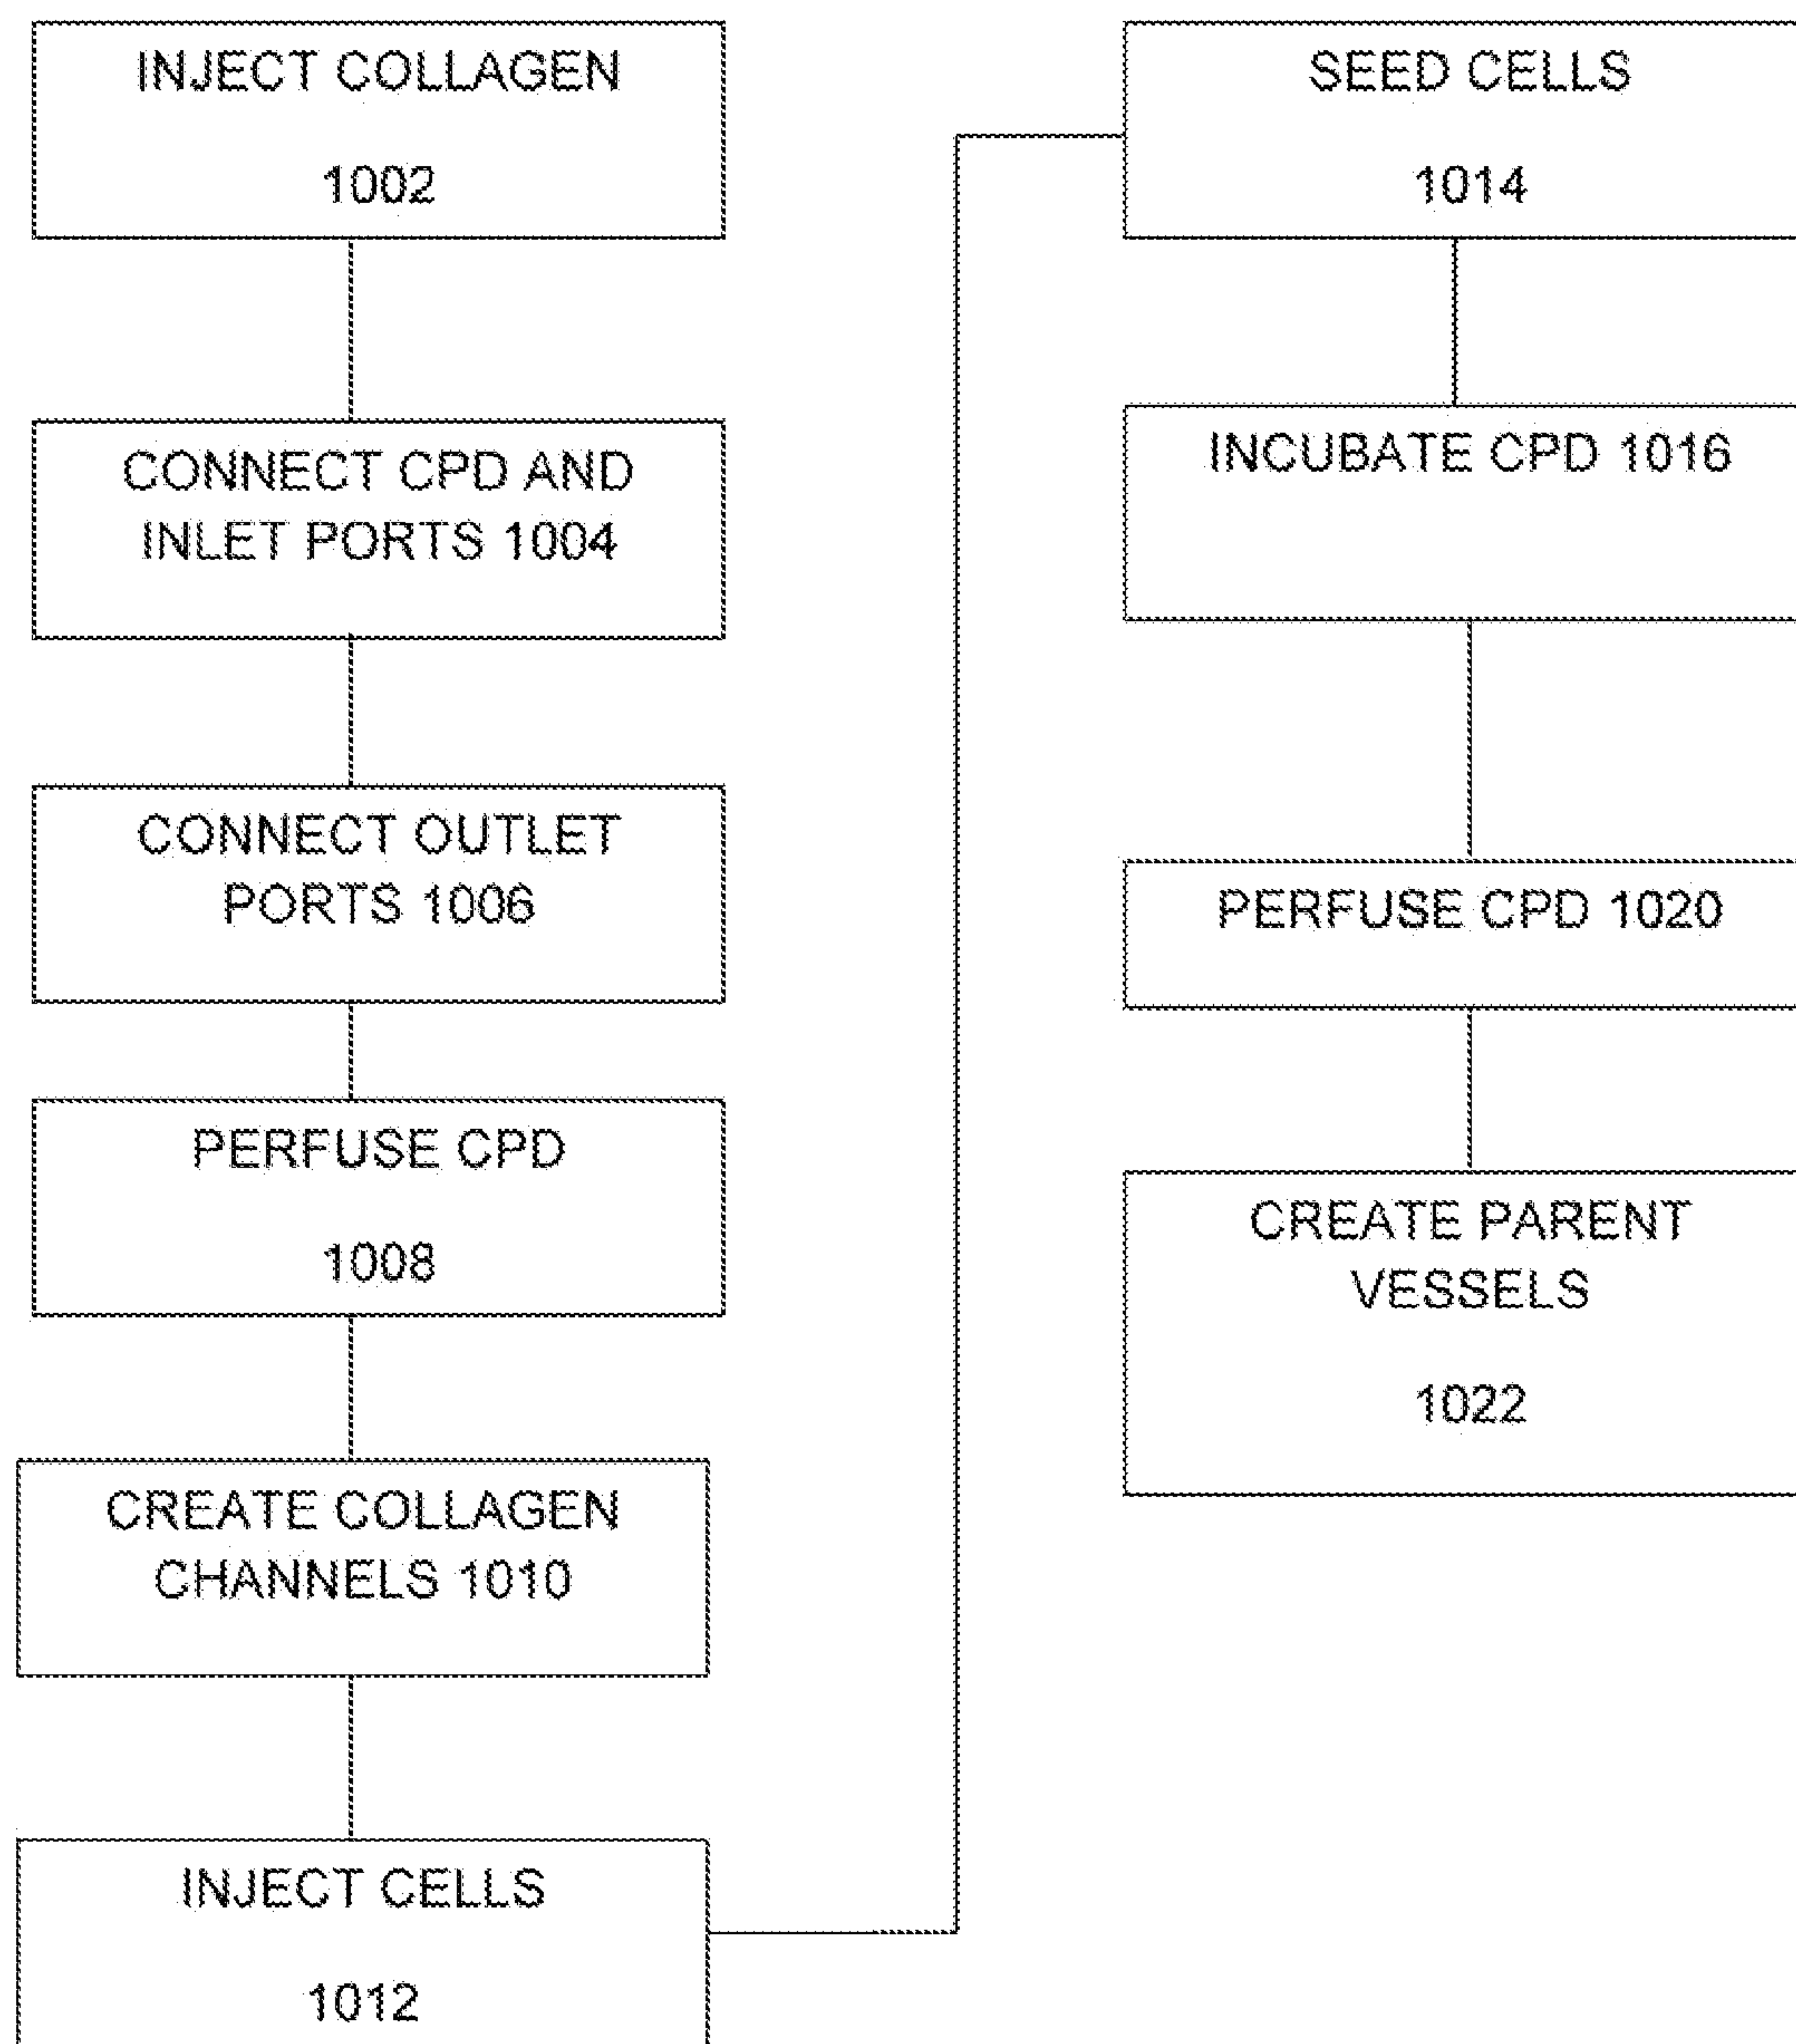 INJECT COLLAGEN
1002
CONNECT CPD AND
INLET PORTS 1004
CONNECT OUTLET
PORTS 1006
PERFUSE CPD
1008
CREATE COLLAGEN
CHANNELS 1010
INJECT CELLS
1012
SEED CELLS
1014
INCUBATE CPD 1016
PERFUSE CPD 1020
CREATE PARENT
VESSELS
1022